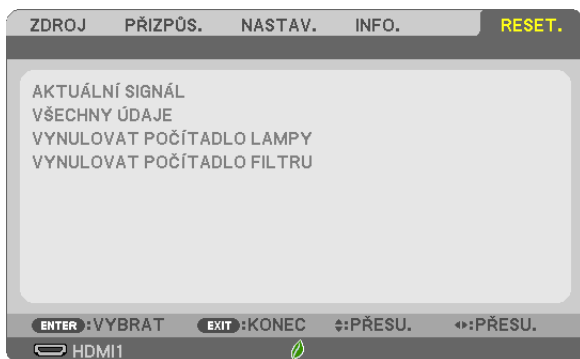 ZDROJ PŘIZPŮS. NASTAV. INFO. RESET.
AKTUÁLNÍ SIGNÁL
VŠECHNY ÚDAJE
VYNULOVAT POČÍTADLO LAMPY
VYNULOVAT POČÍTADLO FILTRU
ENTER :VYBRAT EXIT :KONEC :PŘESU. :PŘESU.
HDMI1